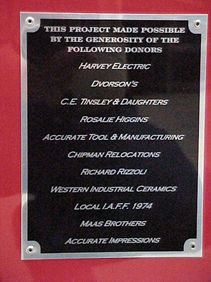 THIS PROJECT MADE POSSIBLE
BY THE GENEROSITY OF THE
FOLLOWING DONORS
HARVEY ELECTRIC
DVORSON'S
C.E. TINSLEY & DAUGHTERS
ROSALIE HIGGINS
ACCURATE TOOL & MANUFACTURING
CHIPMAN RELOCATIONS
RICHARD RIZZOLI
WESTERN INDUSTRIAL CERAMICS
LOCAL I.A.F.F. 1974
MAAS BROTHERS
ACCURATE IMPRESSIONS